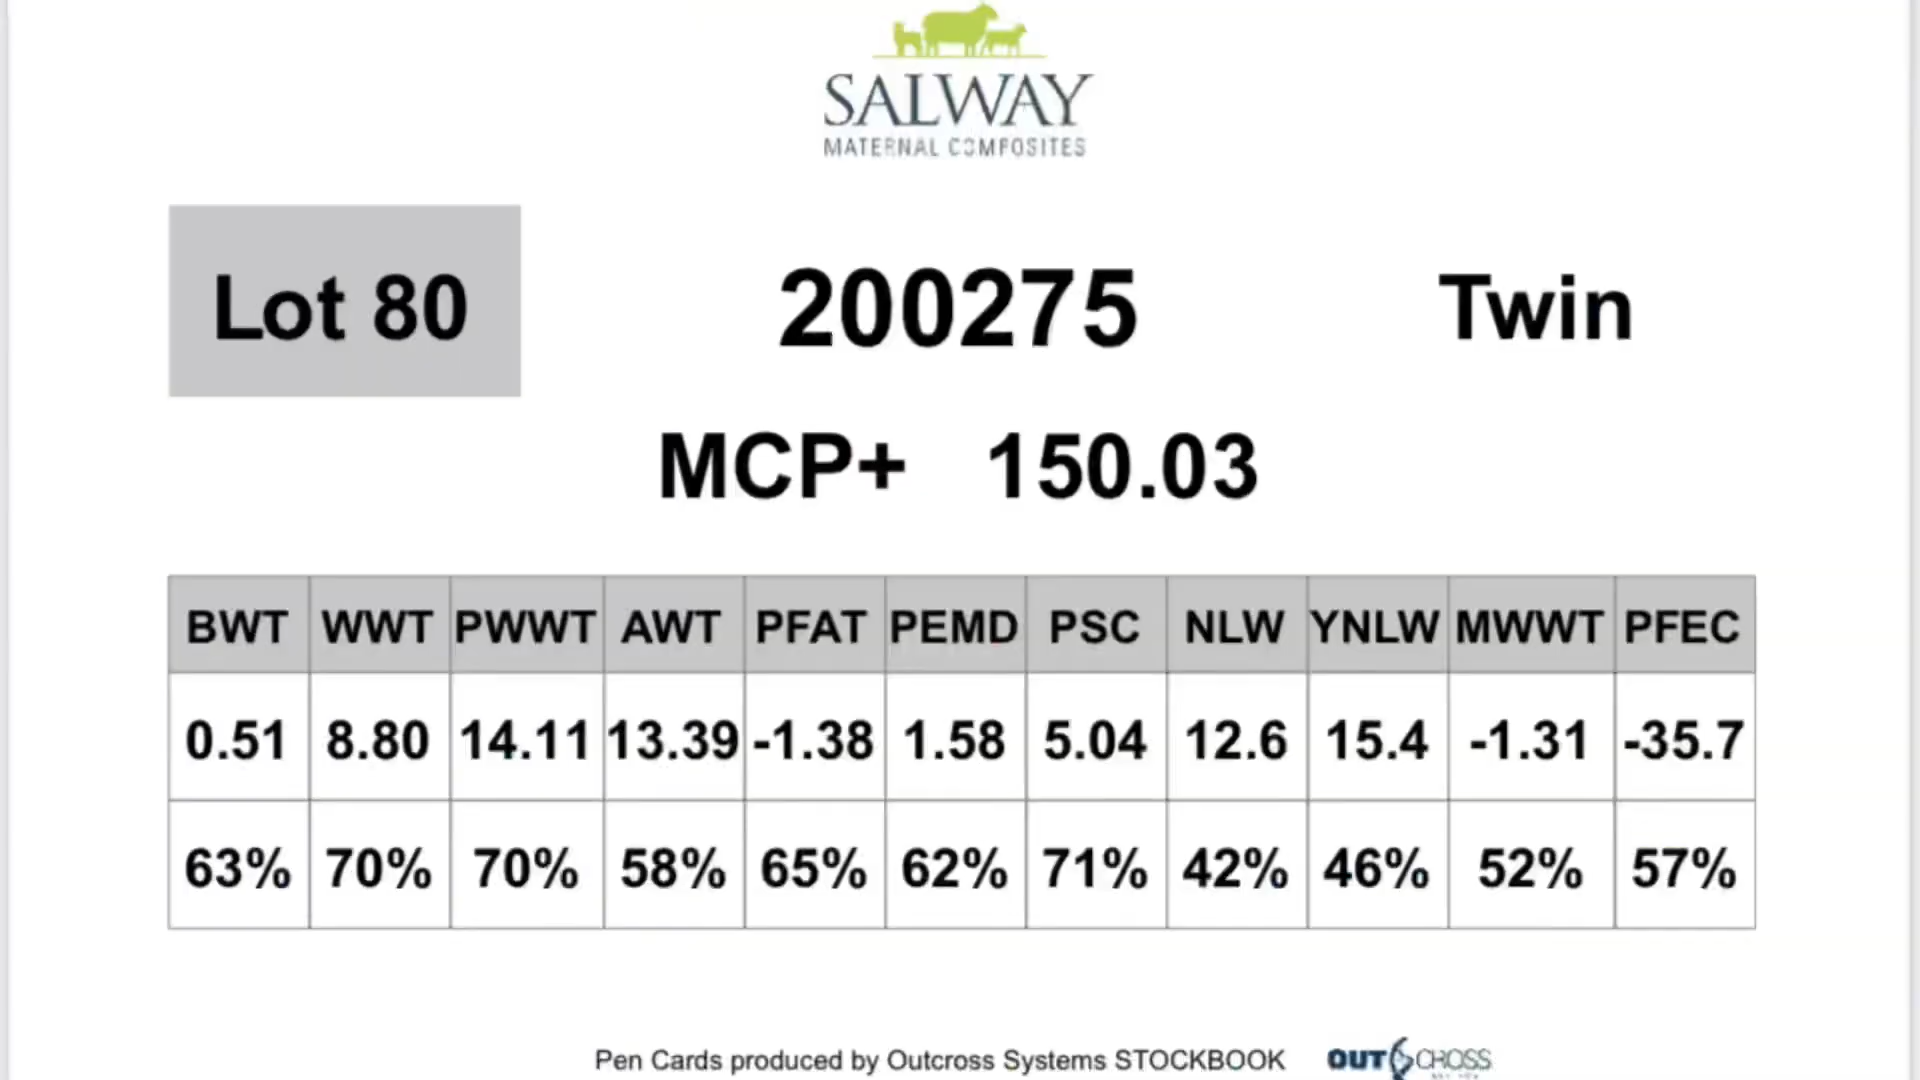 SALWAY
MATERNAL COMPOSITES
Lot 80 200275 Twin
MCP+ 150.03
BWT WWT PWWT AWT PFAT PEMD PSC NLW YNLW MWWT PFEC
0.51 8.80 14.11 13.39 -1.38 1.58 5.04 12.6 15.4 -1.31 -35.7
63% 70% 70% 58% 65% 62% 71% 42% 46% 52% 57%
Pen Cards produced by Outcross Systems STOCKBOOK OUTCROSS